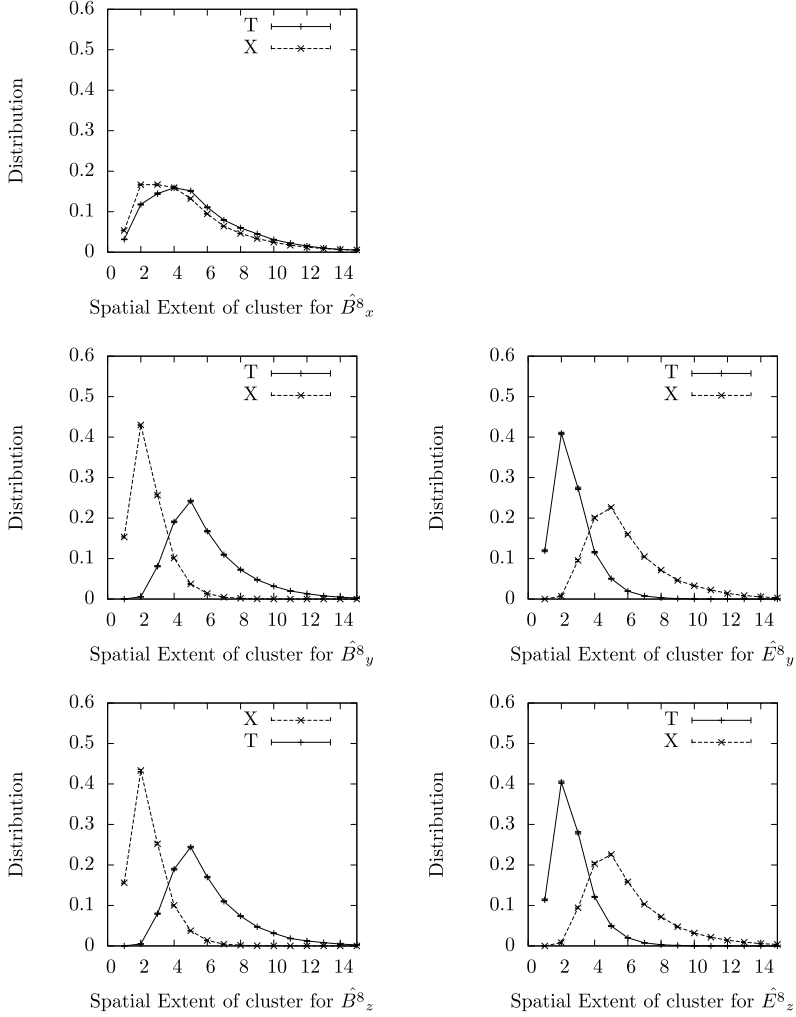 0.6
0.5
0.4
0.3
0.2
0.1
0
0 2 4 6 8 10 12 14
Distribution
Spatial Extent of cluster for B̂⁸ₓ
T
X
0.6
0.5
0.4
0.3
0.2
0.1
0
0 2 4 6 8 10 12 14
Distribution
Spatial Extent of cluster for B̂⁸_y
T
X
0.6
0.5
0.4
0.3
0.2
0.1
0
0 2 4 6 8 10 12 14
Distribution
Spatial Extent of cluster for Ê⁸_y
T
X
0.6
0.5
0.4
0.3
0.2
0.1
0
0 2 4 6 8 10 12 14
Distribution
Spatial Extent of cluster for B̂⁸_z
X
T
0.6
0.5
0.4
0.3
0.2
0.1
0
0 2 4 6 8 10 12 14
Distribution
Spatial Extent of cluster for Ê⁸_z
T
X